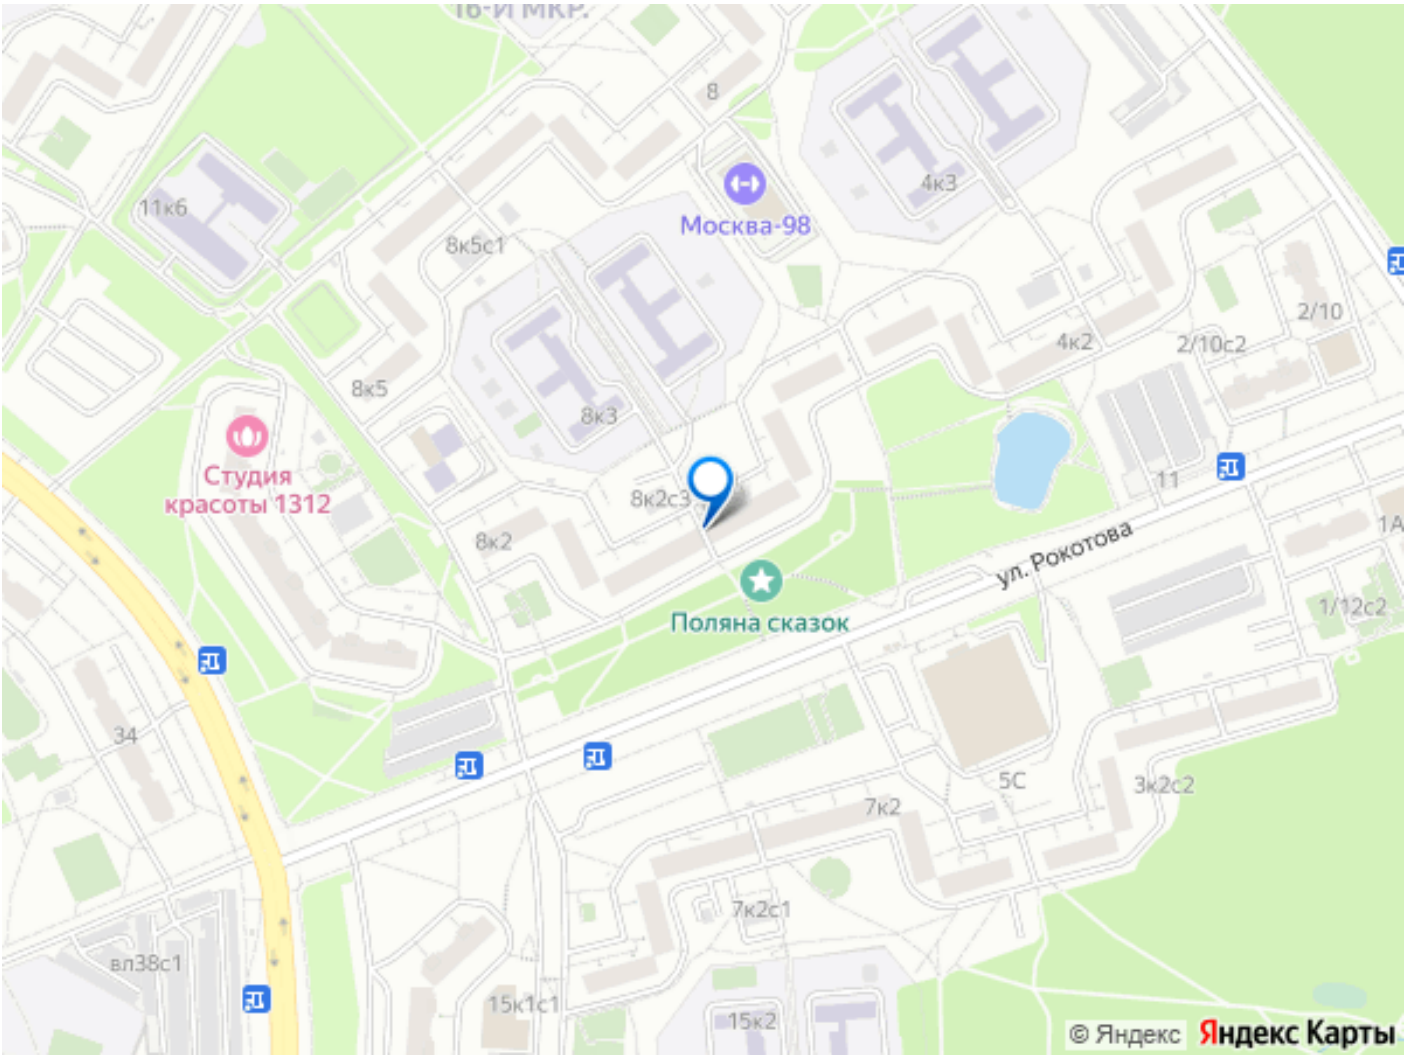 16-Й МКР.
8
4к3
11к6
Москва-98
8к5с1
2/10
4к2
2/10с2
8к5
8к3
Студия
красоты 1312
11
8к2с3
1А
8к2
ул. Рокотова
1/12с2
Поляна сказок
34
5С
3к2с2
7к2
7к2с1
вл38с1
15к1с1
15к2
© Яндекс
Яндекс Карты